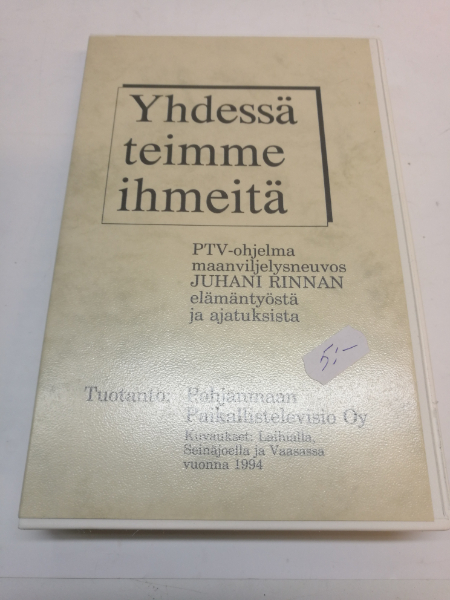 Yhdessä
teimme
ihmeitä
PTV-ohjelma
maanviljelysneuvos
JUHANI RINNAN
elämäntyöstä
ja ajatuksista
5,-
Tuotanto: Pohjanmaan
Paikallistelevisio Oy
Kuvaukset: Laihialla,
Seinäjoella ja Vaasassa
vuonna 1994